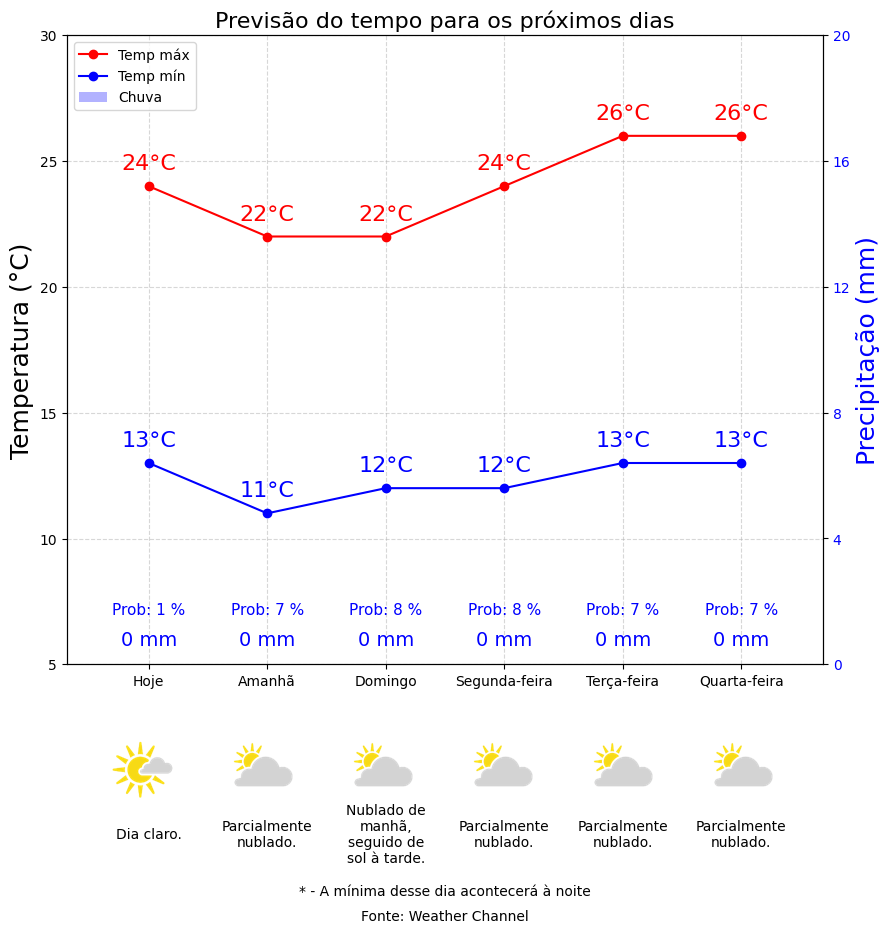 Previsão do tempo para os próximos dias
Temp máx
Temp mín
Chuva
Temperatura (°C)
Precipitação (mm)
30
25
20
15
10
5
20
16
12
8
4
0
24°C 22°C 22°C 24°C 26°C 26°C
13°C 11°C 12°C 12°C 13°C 13°C
Prob: 1 % Prob: 7 % Prob: 8 % Prob: 8 % Prob: 7 % Prob: 7 %
0 mm 0 mm 0 mm 0 mm 0 mm 0 mm
Hoje Amanhã Domingo Segunda-feira Terça-feira Quarta-feira
Dia claro.
Parcialmente
nublado.
Nublado de
manhã,
seguido de
sol à tarde.
Parcialmente
nublado.
Parcialmente
nublado.
Parcialmente
nublado.
* - A mínima desse dia acontecerá à noite
Fonte: Weather Channel